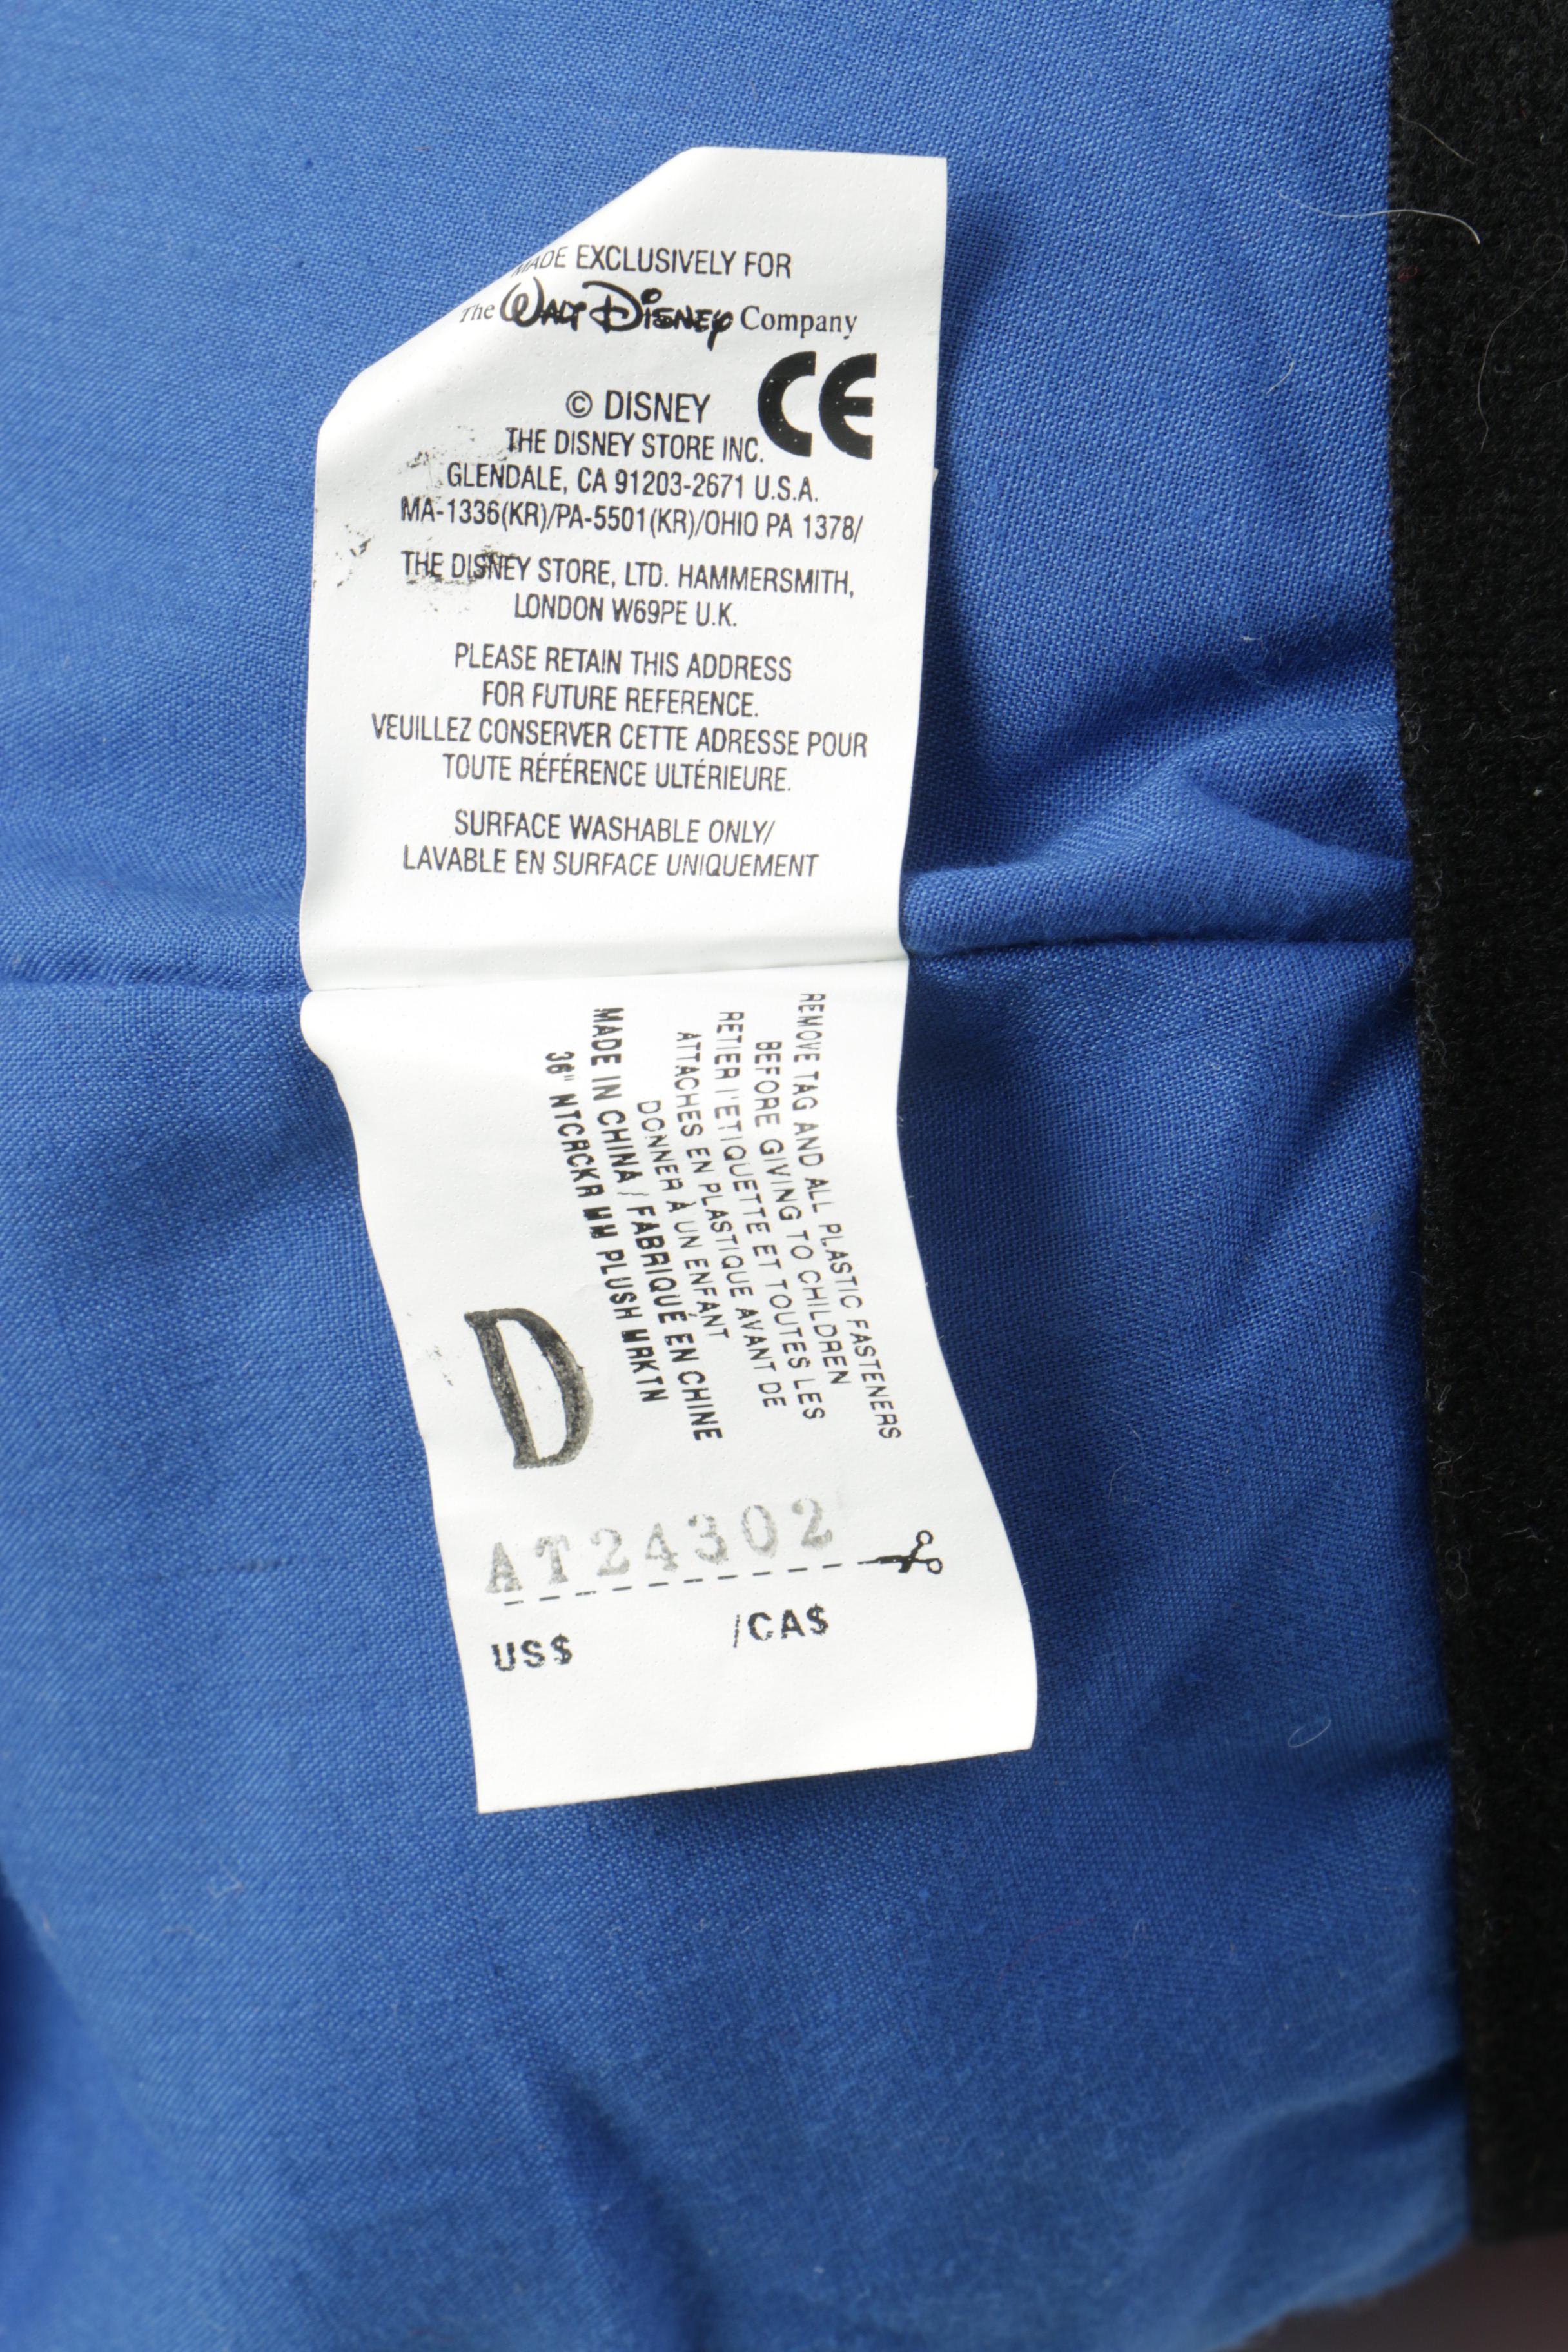 MADE EXCLUSIVELY FOR
The Walt Disney Company
CE
© DISNEY
THE DISNEY STORE INC.
GLENDALE, CA 91203-2671 U.S.A.
MA-1336(KR)/PA-5501(KR)/OHIO PA 1378/
THE DISNEY STORE, LTD. HAMMERSMITH,
LONDON W69PE U.K.
PLEASE RETAIN THIS ADDRESS
FOR FUTURE REFERENCE.
VEUILLEZ CONSERVER CETTE ADRESSE POUR
TOUTE RÉFÉRENCE ULTÉRIEURE.
SURFACE WASHABLE ONLY/
LAVABLE EN SURFACE UNIQUEMENT
REMOVE TAG AND ALL PLASTIC FASTENERS
BEFORE GIVING TO CHILDREN
RETIER l'ETIQUETTE ET TOUTES LES
ATTACHES EN PLASTIQUE AVANT DE
DONNER À UN ENFANT
MADE IN CHINA / FABRIQUÉ EN CHINE
36" NTCRCKR MM PLUSH MRKTN
D
AT24302
US$ /CA$